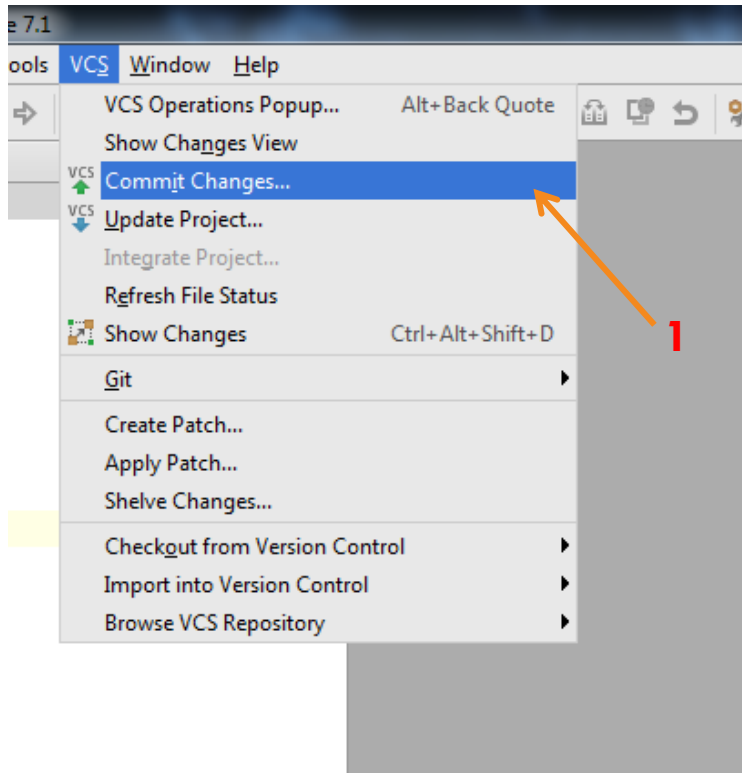 e 7.1
ools VCS Window Help
VCS Operations Popup... Alt+Back Quote
Show Changes View
VCS Commit Changes...
VCS Update Project...
Integrate Project...
Refresh File Status
Show Changes Ctrl+Alt+Shift+D
1
Git
Create Patch...
Apply Patch...
Shelve Changes...
Checkout from Version Control
Import into Version Control
Browse VCS Repository